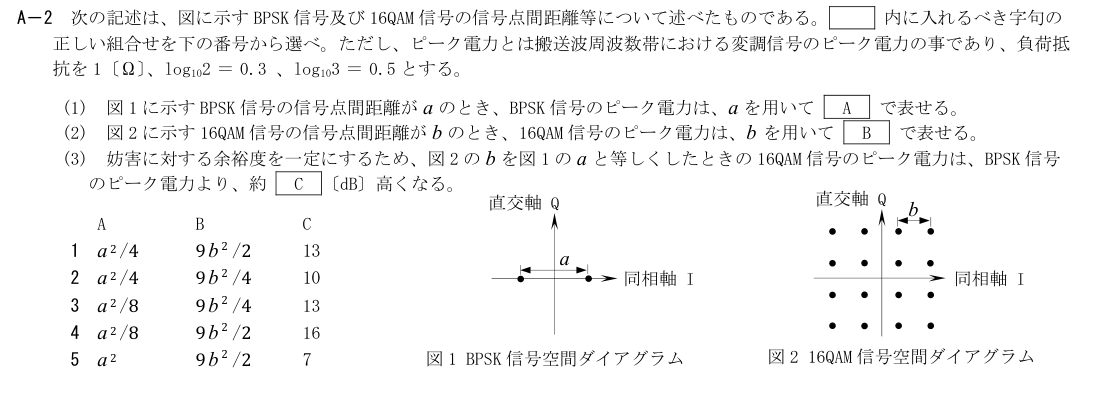 A-2 次の記述は、図に示す BPSK 信号及び 16QAM 信号の信号点間距離等について述べたものである。 内に入れるべき字句の
正しい組合せを下の番号から選べ。ただし、ピーク電力とは搬送波周波数帯における変調信号のピーク電力の事であり、負荷抵
抗を 1〔Ω〕、log₁₀2 = 0.3 、log₁₀3 = 0.5 とする。
(1) 図 1 に示す BPSK 信号の信号点間距離が a のとき、BPSK 信号のピーク電力は、a を用いて A で表せる。
(2) 図 2 に示す 16QAM 信号の信号点間距離が b のとき、16QAM 信号のピーク電力は、b を用いて B で表せる。
(3) 妨害に対する余裕度を一定にするため、図 2 の b を図 1 の a と等しくしたときの 16QAM 信号のピーク電力は、BPSK 信号
のピーク電力より、約 C 〔dB〕高くなる。
A B C
1 a²/4 9b²/2 13
2 a²/4 9b²/4 10
3 a²/8 9b²/4 13
4 a²/8 9b²/2 16
5 a² 9b²/2 7
直交軸 Q
a
同相軸 I
図 1 BPSK 信号空間ダイアグラム
直交軸 Q
b
同相軸 I
図 2 16QAM 信号空間ダイアグラム